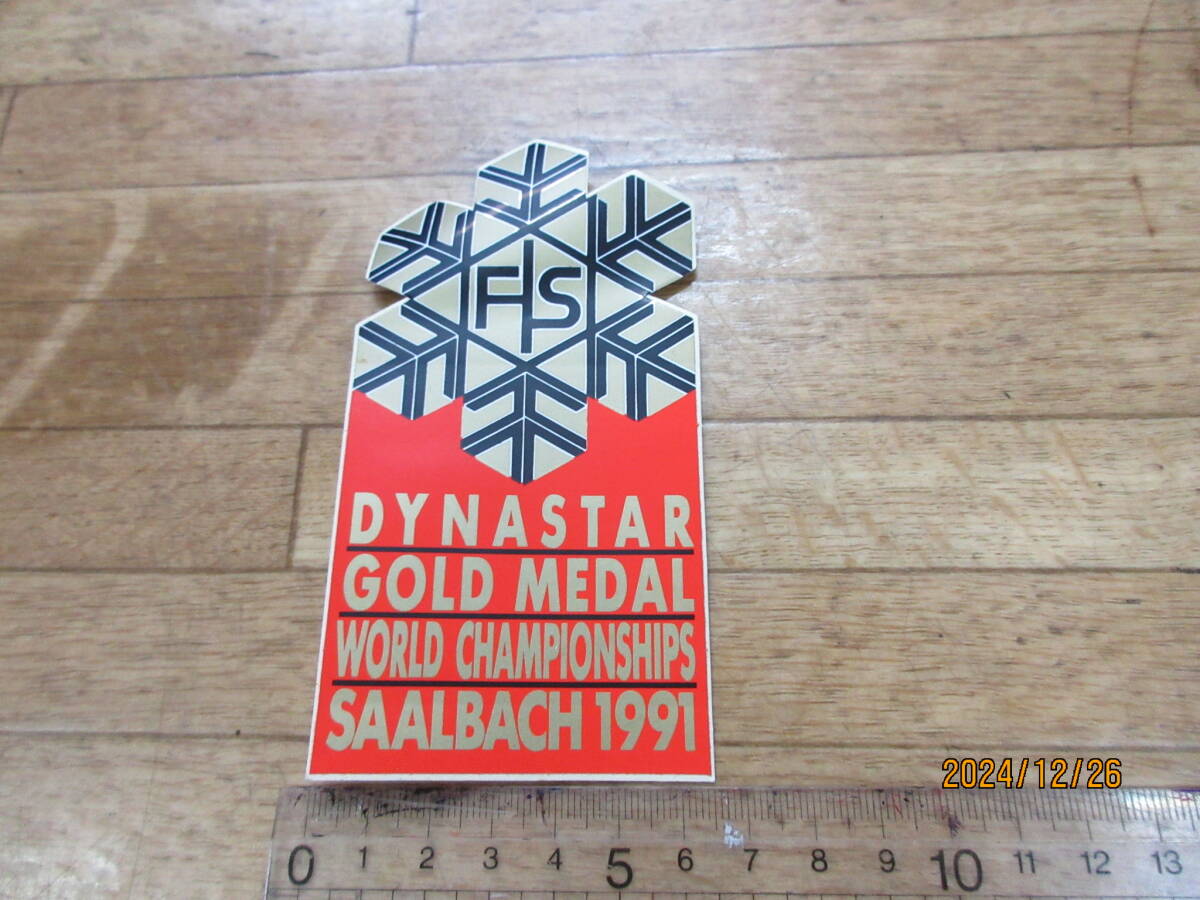 FIS
DYNASTAR
GOLD MEDAL
WORLD CHAMPIONSHIPS
SAALBACH 1991
2024/12/26
0 1 2 3 4 5 6 7 8 9 10 11 12 13